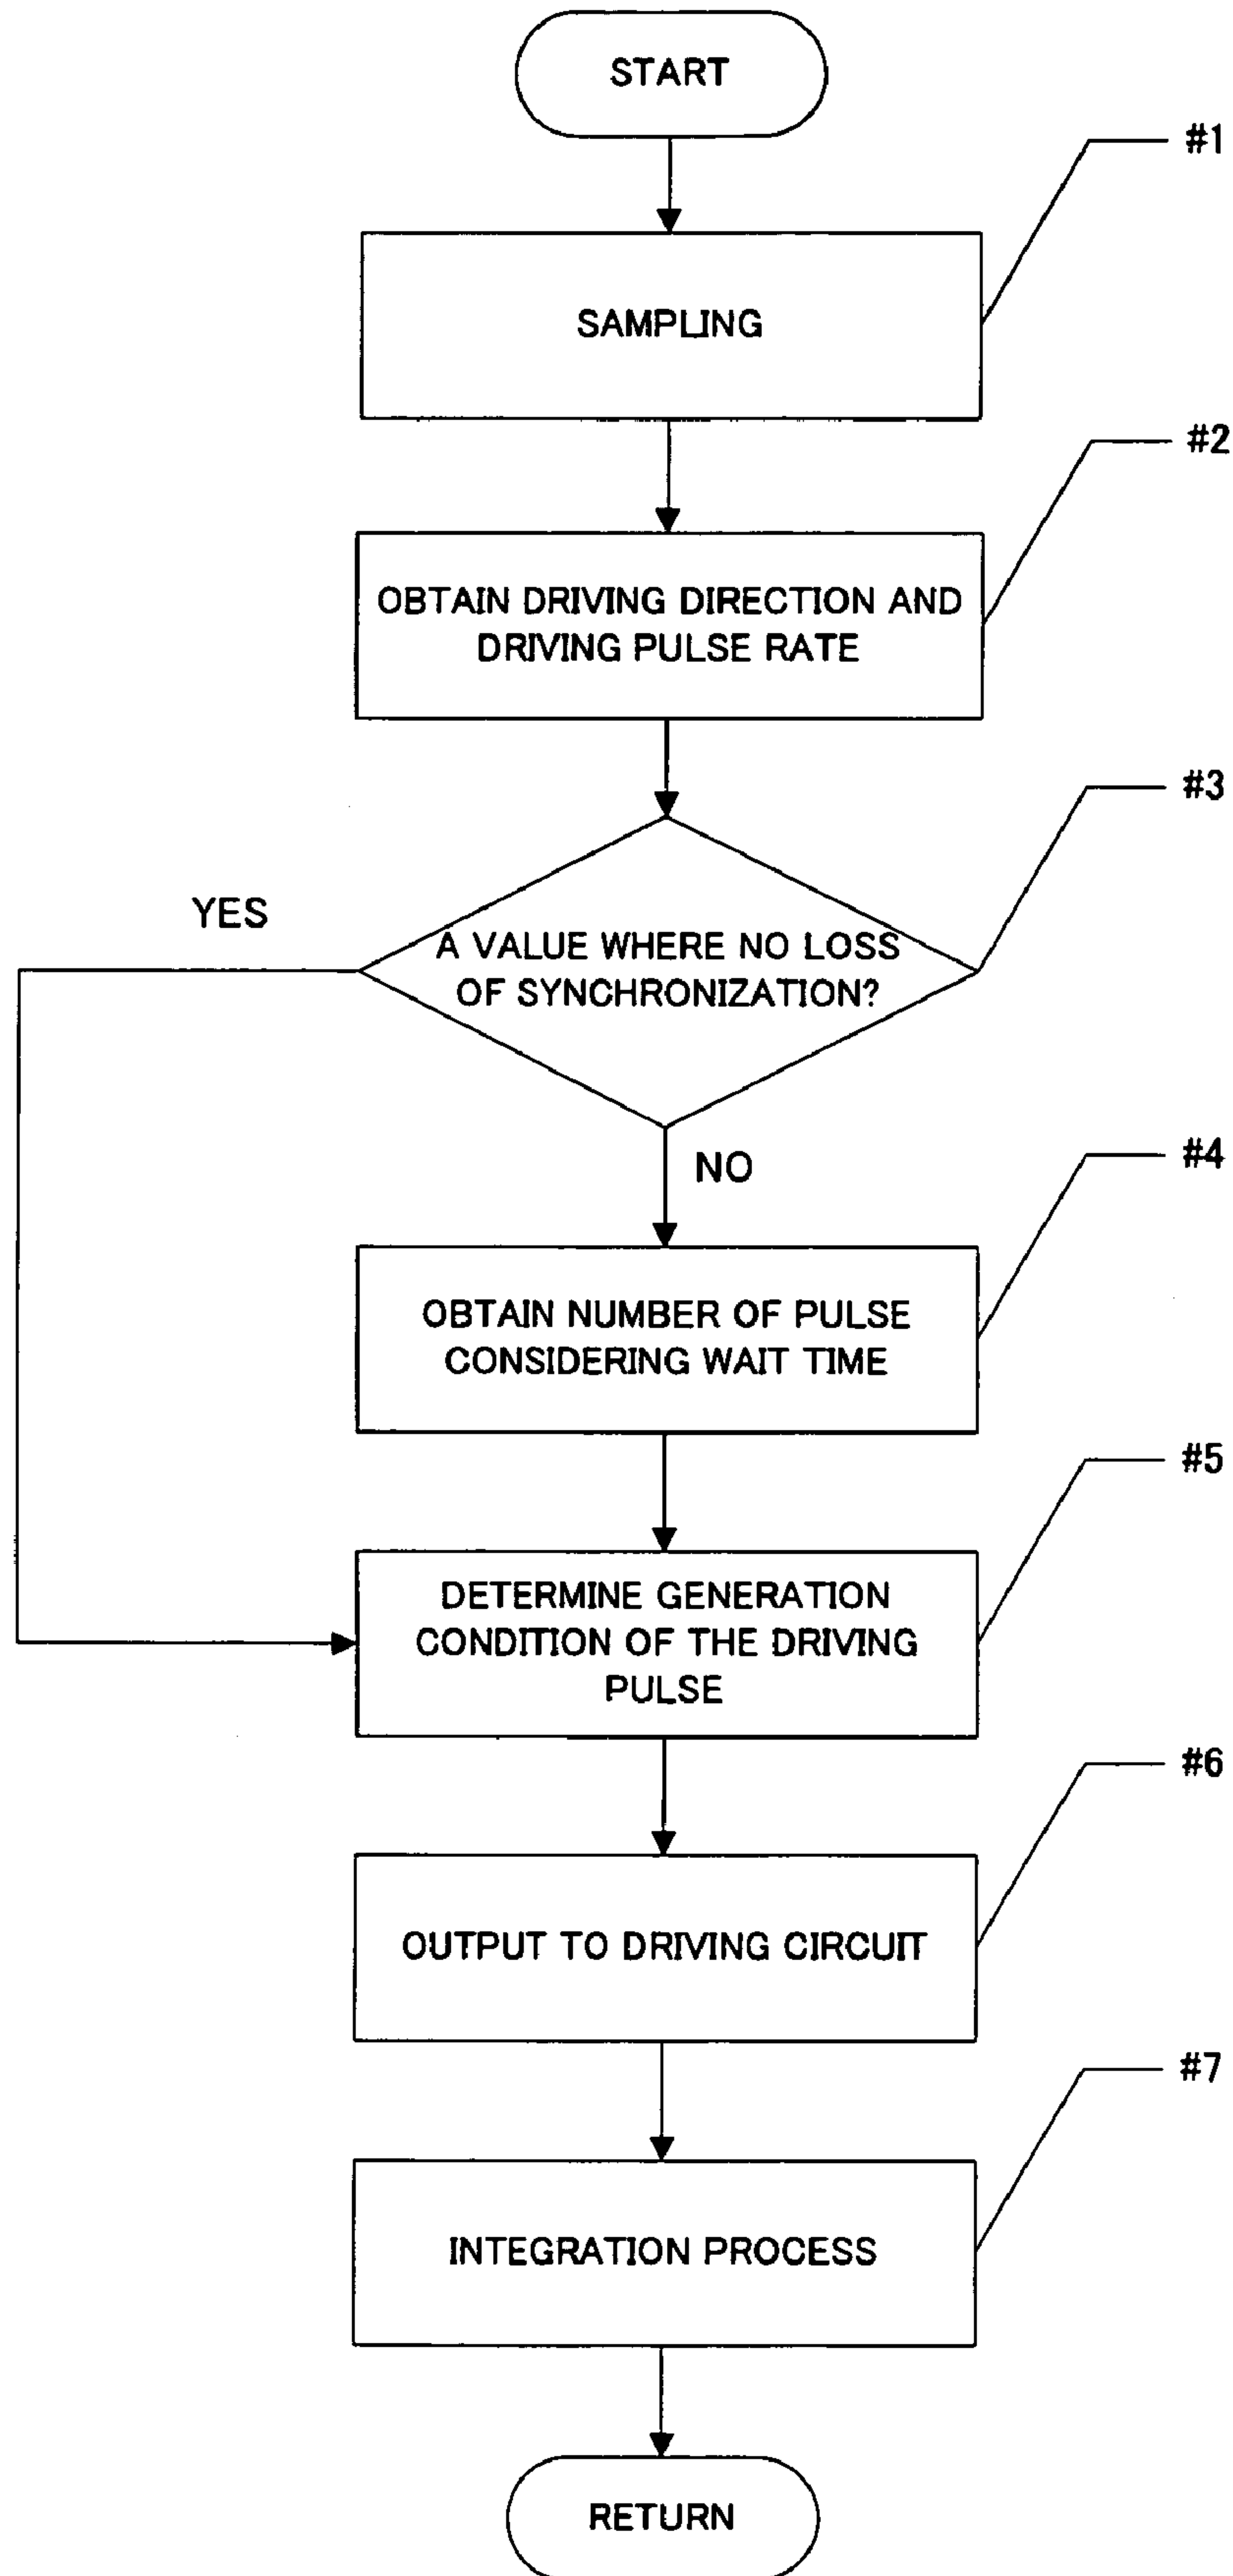 START
#1
SAMPLING
#2
OBTAIN DRIVING DIRECTION AND
DRIVING PULSE RATE
#3
YES
A VALUE WHERE NO LOSS
OF SYNCHRONIZATION?
NO
#4
OBTAIN NUMBER OF PULSE
CONSIDERING WAIT TIME
#5
DETERMINE GENERATION
CONDITION OF THE DRIVING
PULSE
#6
OUTPUT TO DRIVING CIRCUIT
#7
INTEGRATION PROCESS
RETURN